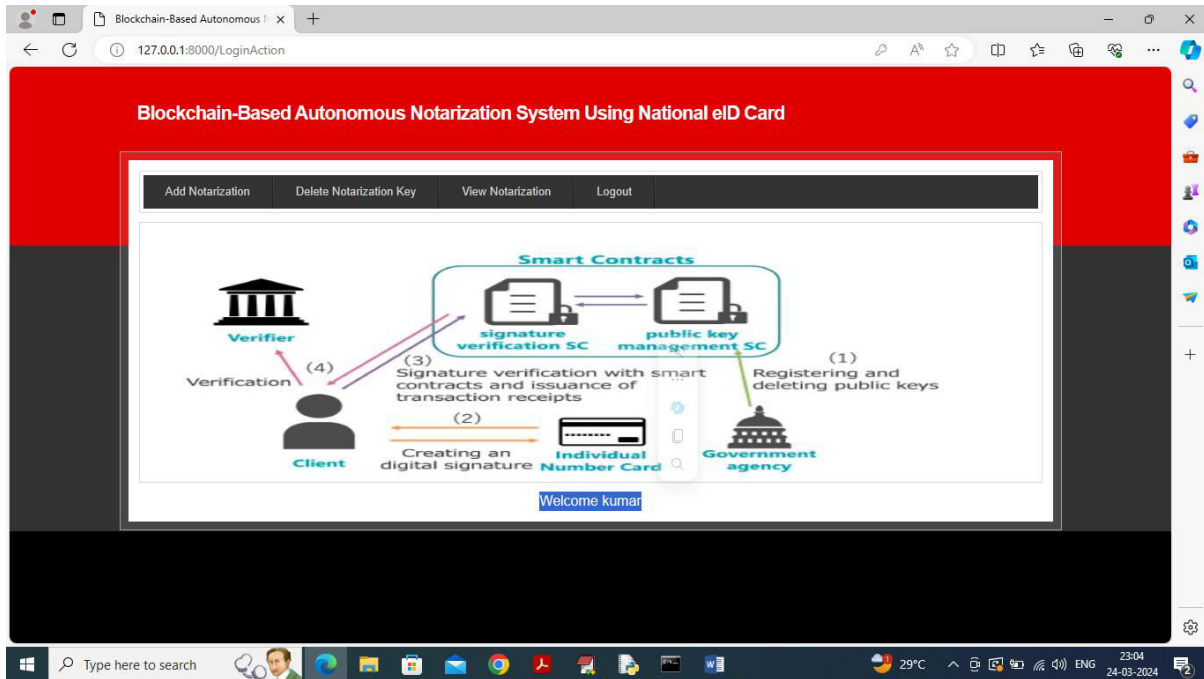 Blockchain-Based Autonomous N
127.0.0.1:8000/LoginAction
Blockchain-Based Autonomous Notarization System Using National eID Card
Add Notarization Delete Notarization Key View Notarization Logout
Smart Contracts
Verifier
signature verification SC
public key management SC
(4)
Verification
(3)
Signature verification with smart
contracts and issuance of
transaction receipts
(1)
Registering and
deleting public keys
(2)
Client
Creating an
digital signature
Individual
Number Card
Government
agency
Welcome kumar
Type here to search
29°C
ENG
23:04
24-03-2024
2